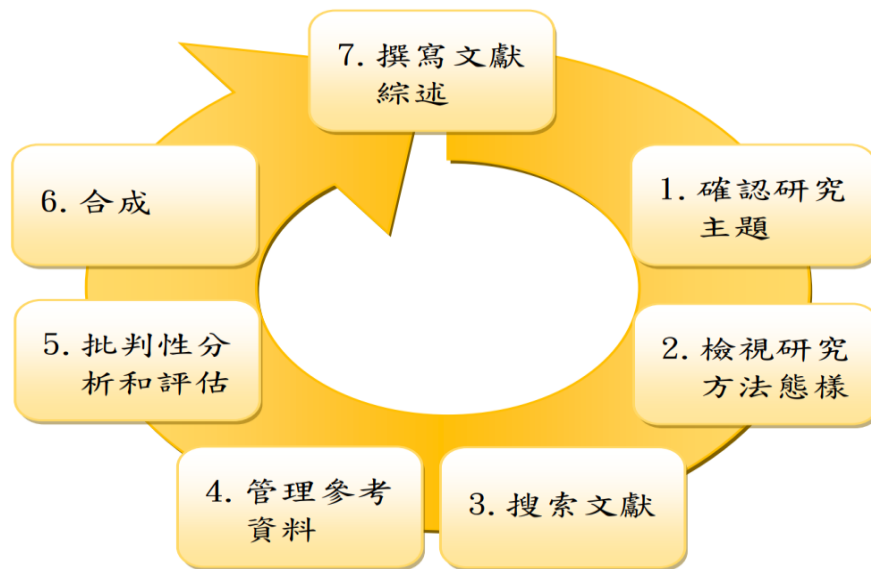 7. 撰寫文獻
綜述
1. 確認研究
主題
2. 檢視研究
方法態樣
3. 搜索文獻
4. 管理參考
資料
5. 批判性分
析和評估
6. 合成